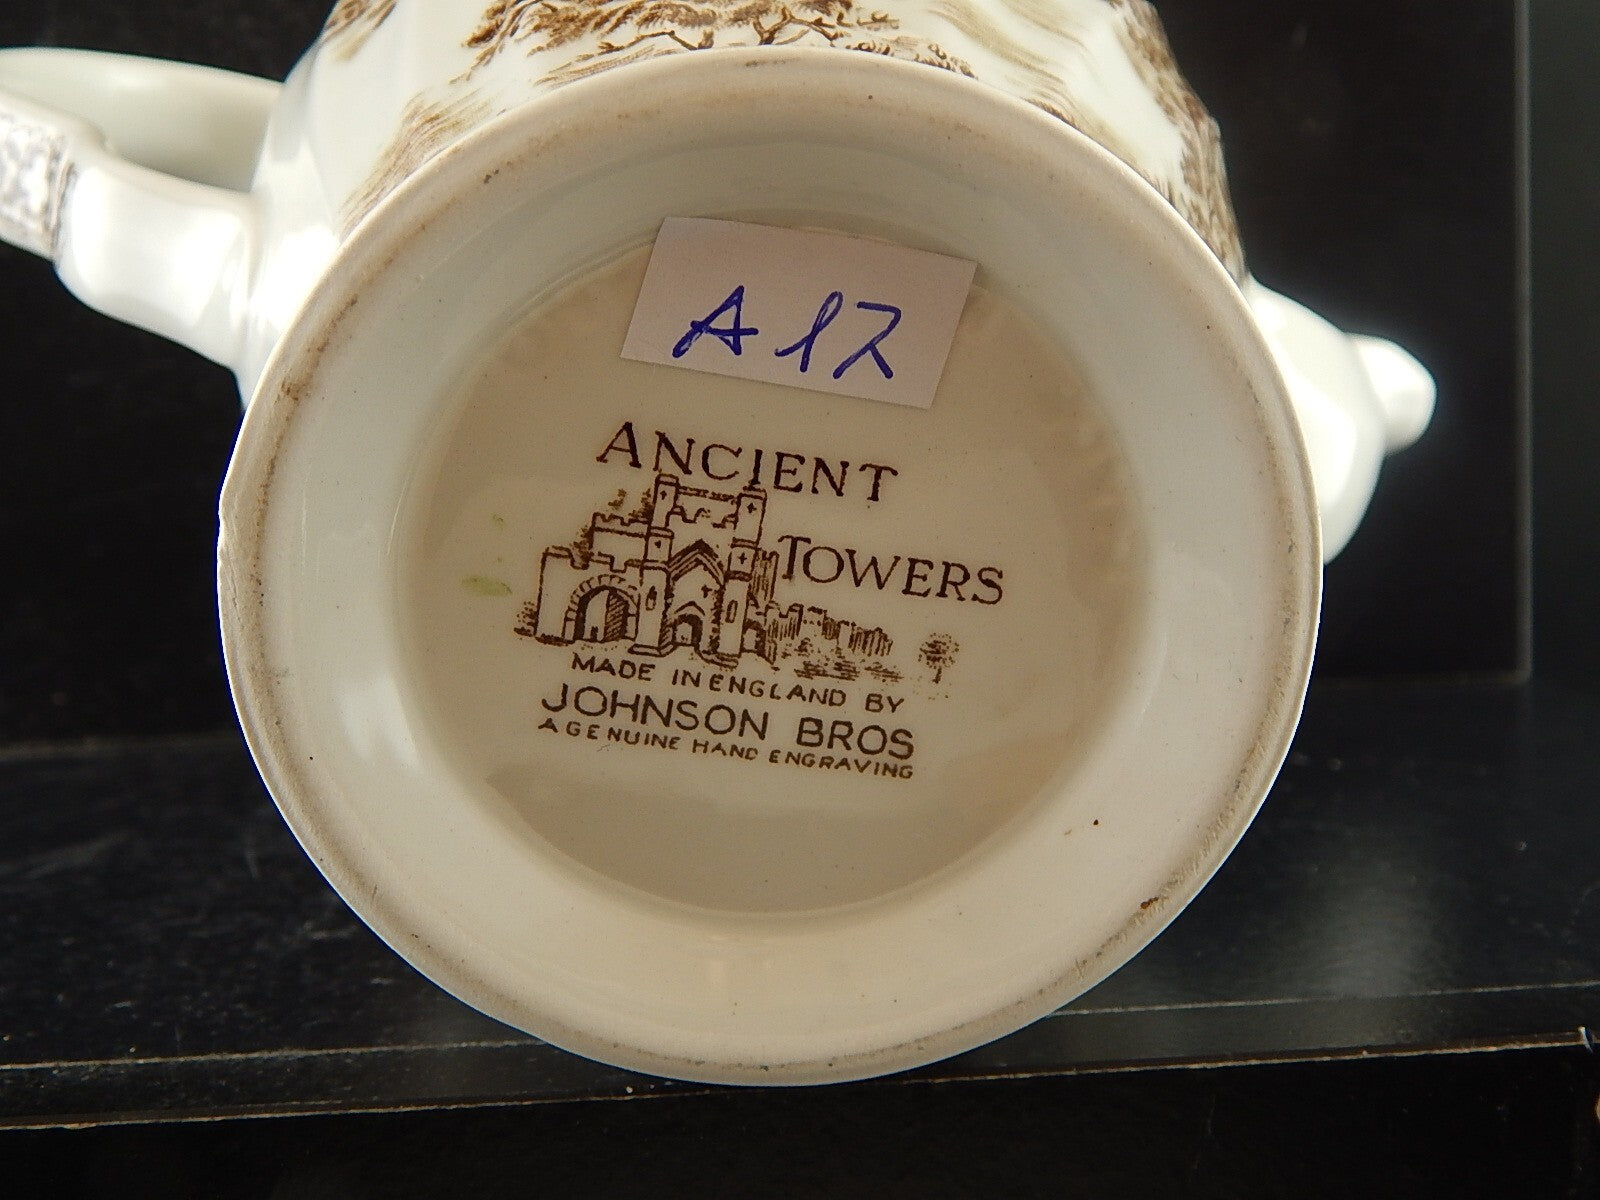 A12
ANCIENT
TOWERS
MADE IN ENGLAND BY
JOHNSON BROS
A GENUINE HAND ENGRAVING